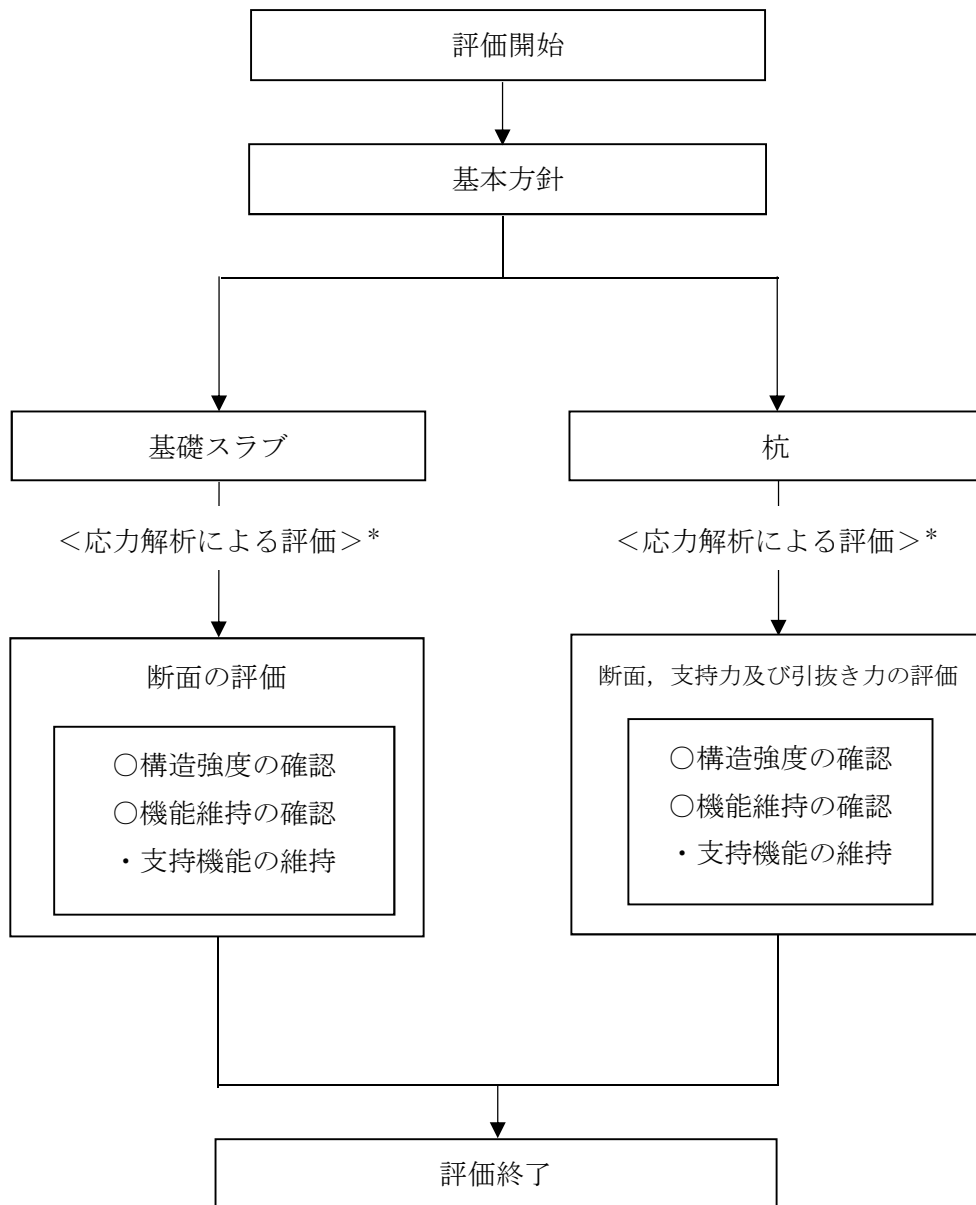 評価開始
基本方針
基礎スラブ
杭
＜応力解析による評価＞*
＜応力解析による評価＞*
断面の評価
○構造強度の確認
○機能維持の確認
・支持機能の維持
断面，支持力及び引抜き力の評価
○構造強度の確認
○機能維持の確認
・支持機能の維持
評価終了